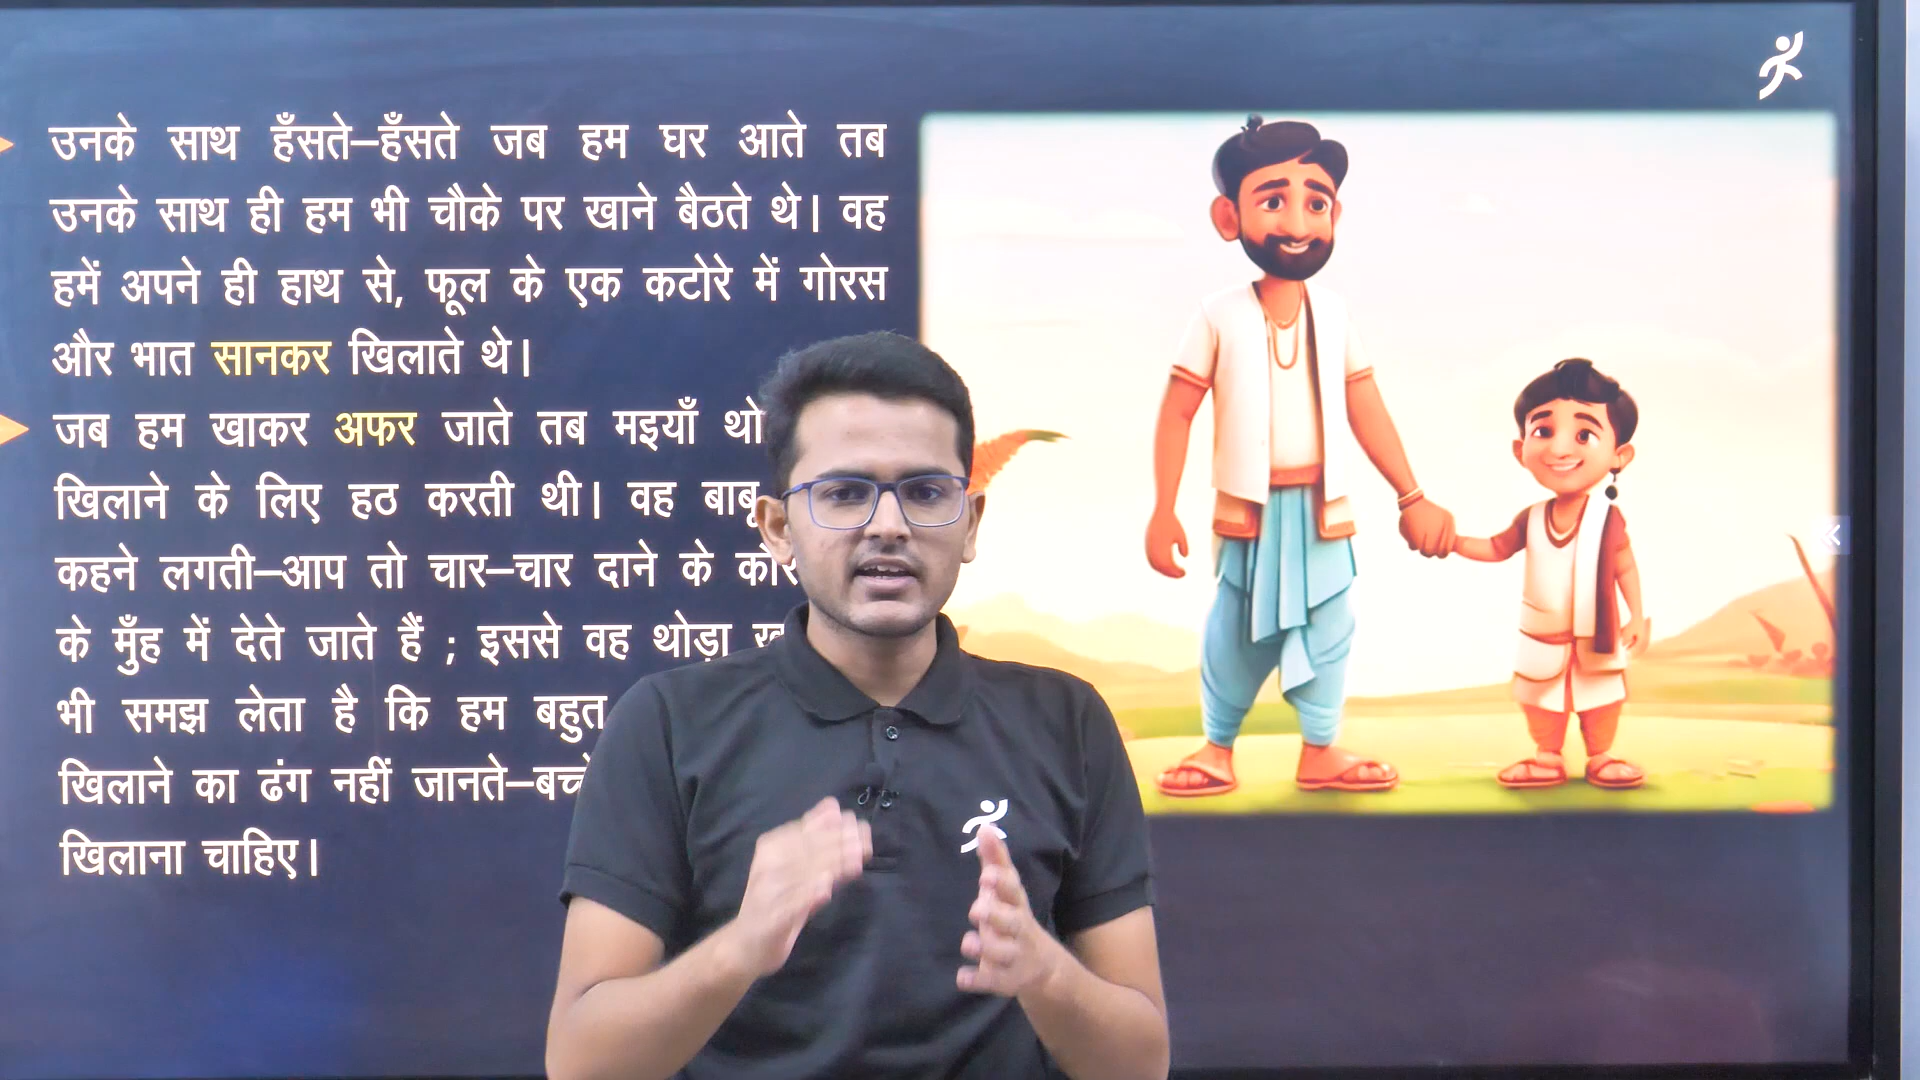 उनके साथ हँसते–हँसते जब हम घर आते तब
उनके साथ ही हम भी चौके पर खाने बैठते थे। वह
हमें अपने ही हाथ से, फूल के एक कटोरे में गोरस
और भात सानकर खिलाते थे।
जब हम खाकर अफर जाते तब मइयाँ
खिलाने के लिए हठ करती थी। वह बाबू
कहने लगती–आप तो चार–चार दाने के
के मुँह में देते जाते हैं ; इससे वह थोड़ा
भी समझ लेता है कि हम बहुत
खिलाने का ढंग नहीं जानते–
खिलाना चाहिए।